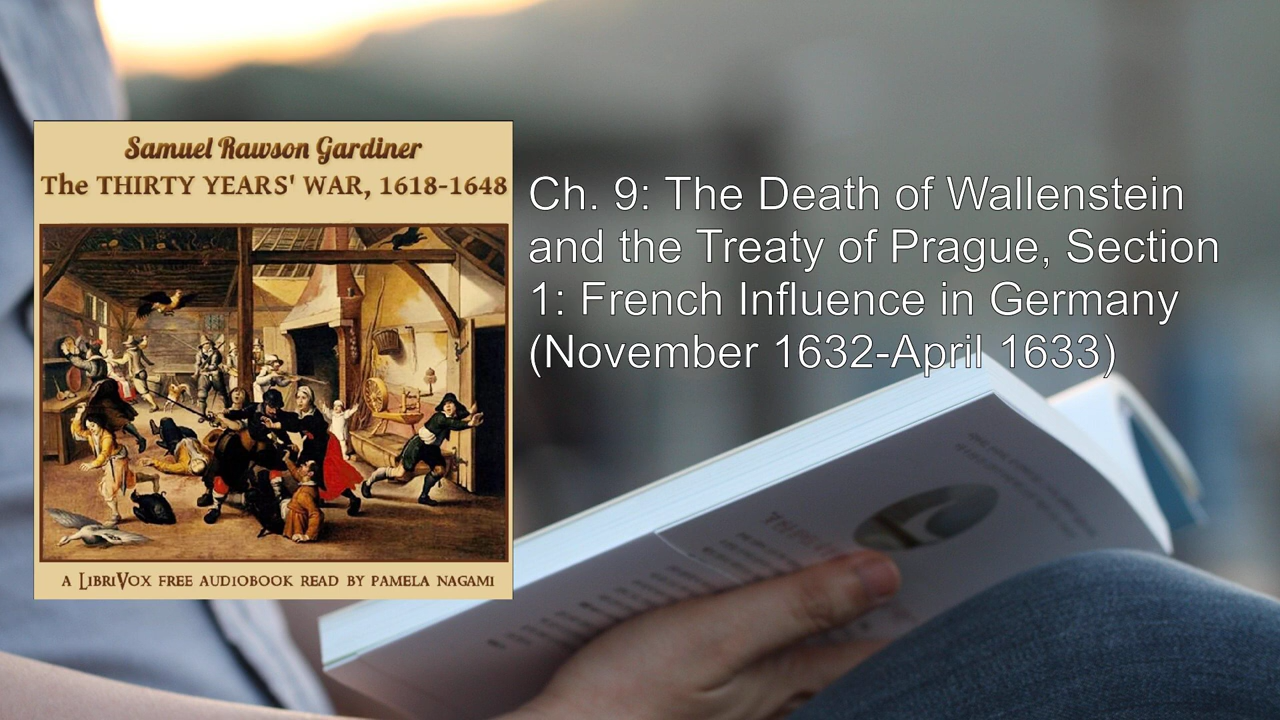 Samuel Rawson Gardiner
The THIRTY YEARS' WAR, 1618-1648
A LIBRIVOX FREE AUDIOBOOK READ BY PAMELA NAGAMI
Ch. 9: The Death of Wallenstein
and the Treaty of Prague, Section
1: French Influence in Germany
(November 1632-April 1633)